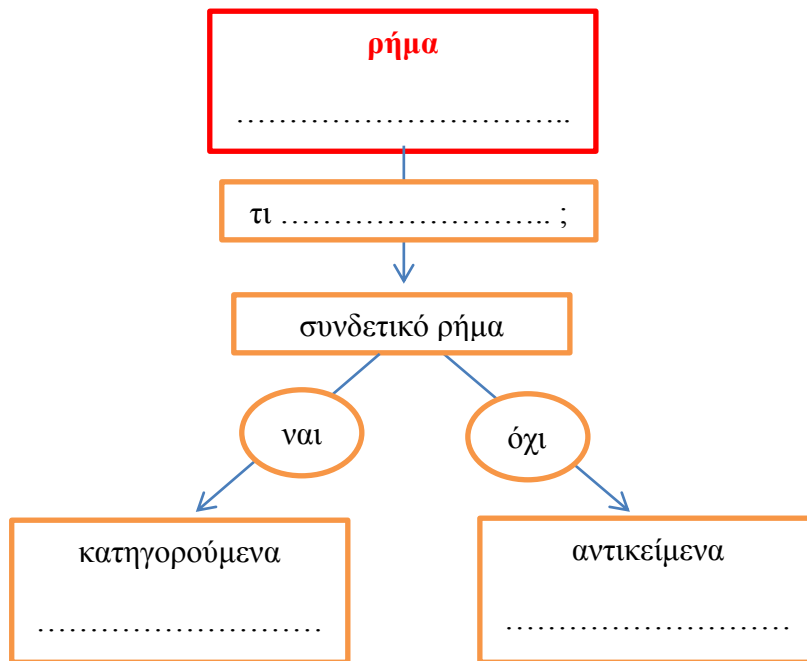 ρήμα
…………………………..
τι …………………….. ;
συνδετικό ρήμα
ναι
όχι
κατηγορούμενα
………………………
αντικείμενα
………………………